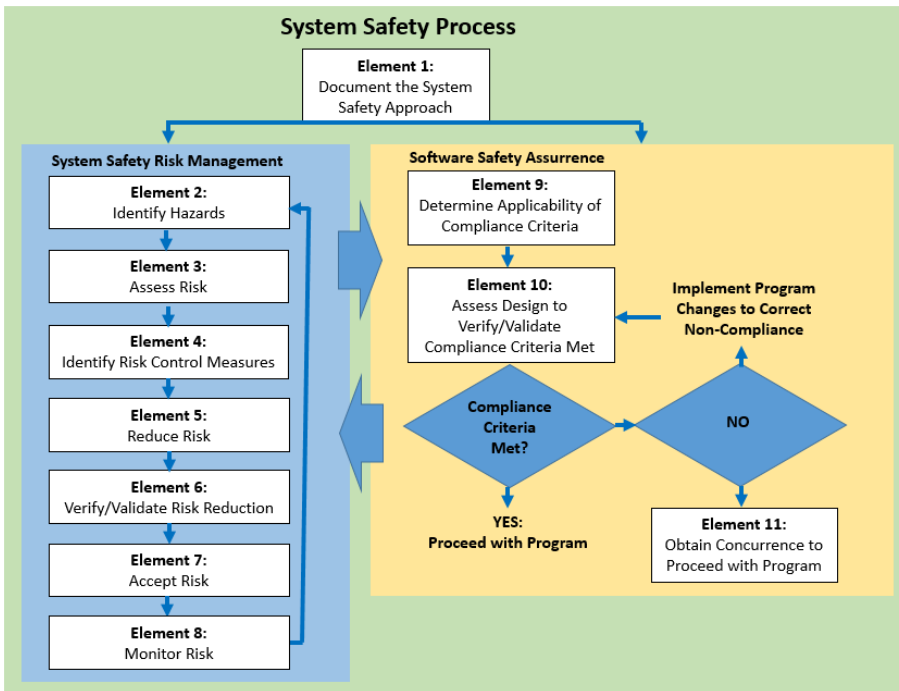 System Safety Process
Element 1:
Document the System
Safety Approach
System Safety Risk Management
Element 2:
Identify Hazards
Element 3:
Assess Risk
Element 4:
Identify Risk Control Measures
Element 5:
Reduce Risk
Element 6:
Verify/Validate Risk Reduction
Element 7:
Accept Risk
Element 8:
Monitor Risk
Software Safety Assurrence
Element 9:
Determine Applicability of
Compliance Criteria
Element 10:
Assess Design to
Verify/Validate
Compliance Criteria Met
Implement Program
Changes to Correct
Non-Compliance
Compliance
Criteria
Met?
NO
YES:
Proceed with Program
Element 11:
Obtain Concurrence to
Proceed with Program